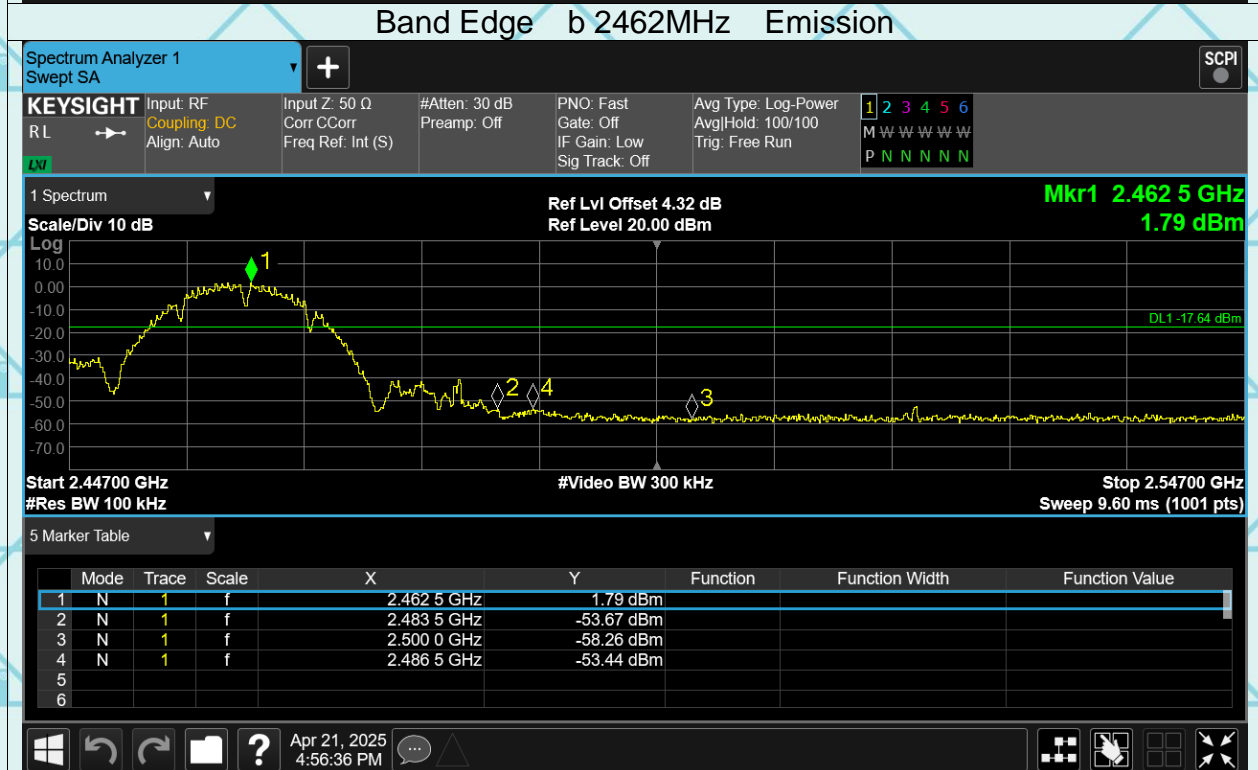 Band Edge b 2462MHz Emission
Spectrum Analyzer 1
Swept SA
+
SCPI
KEYSIGHT
R L
LXI
Input: RF
Coupling: DC
Align: Auto
Input Z: 50 Ω
Corr CCorr
Freq Ref: Int (S)
#Atten: 30 dB
Preamp: Off
PNO: Fast
Gate: Off
IF Gain: Low
Sig Track: Off
Avg Type: Log-Power
Avg|Hold: 100/100
Trig: Free Run
1 2 3 4 5 6
M W W W W W
P N N N N N
1 Spectrum
Scale/Div 10 dB
Ref Lvl Offset 4.32 dB
Ref Level 20.00 dBm
Mkr1 2.462 5 GHz
1.79 dBm
Log
10.0
0.00
-10.0
-20.0
-30.0
-40.0
-50.0
-60.0
-70.0
1
2
4
3
DL1 -17.64 dBm
Start 2.44700 GHz
#Video BW 300 kHz
Stop 2.54700 GHz
#Res BW 100 kHz
Sweep 9.60 ms (1001 pts)
5 Marker Table
Mode Trace Scale X Y Function Function Width Function Value
1 N 1 f 2.462 5 GHz 1.79 dBm
2 N 1 f 2.483 5 GHz -53.67 dBm
3 N 1 f 2.500 0 GHz -58.26 dBm
4 N 1 f 2.486 5 GHz -53.44 dBm
5
6
?
Apr 21, 2025
4:56:36 PM